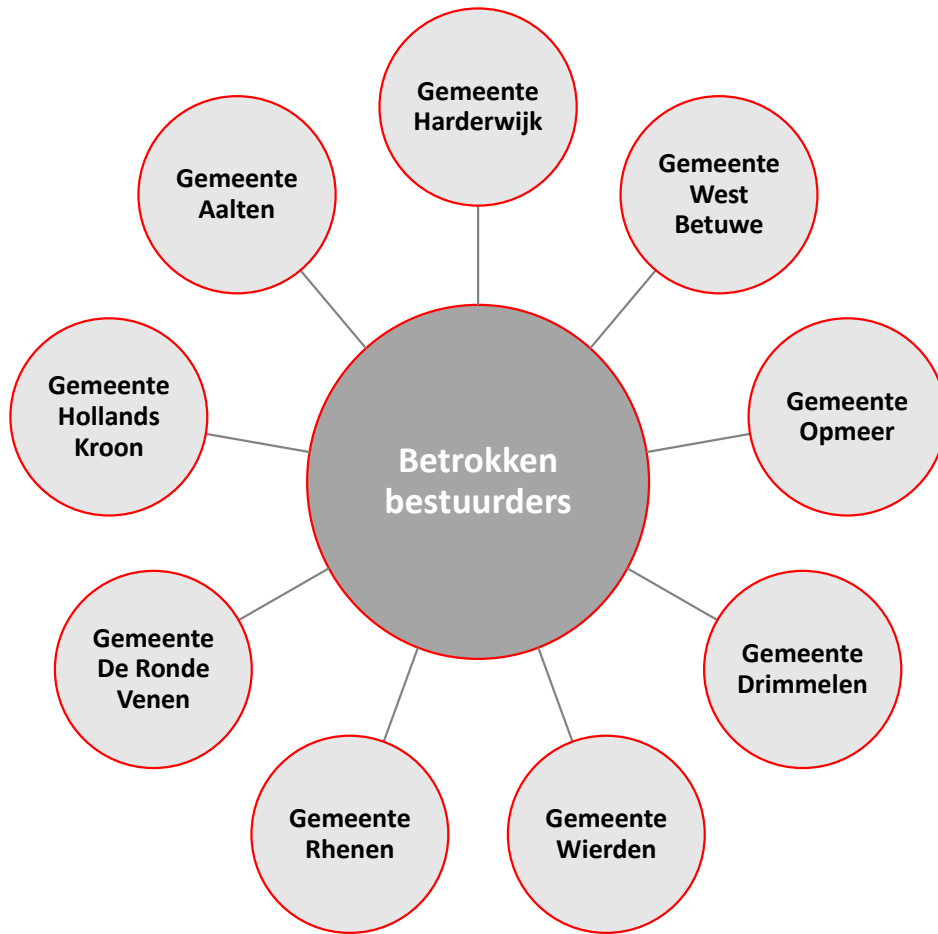 Gemeente
Harderwijk
Gemeente
West
Betuwe
Gemeente
Opmeer
Gemeente
Drimmelen
Gemeente
Wierden
Gemeente
Rhenen
Gemeente
De Ronde
Venen
Gemeente
Hollands
Kroon
Gemeente
Aalten
Betrokken
bestuurders